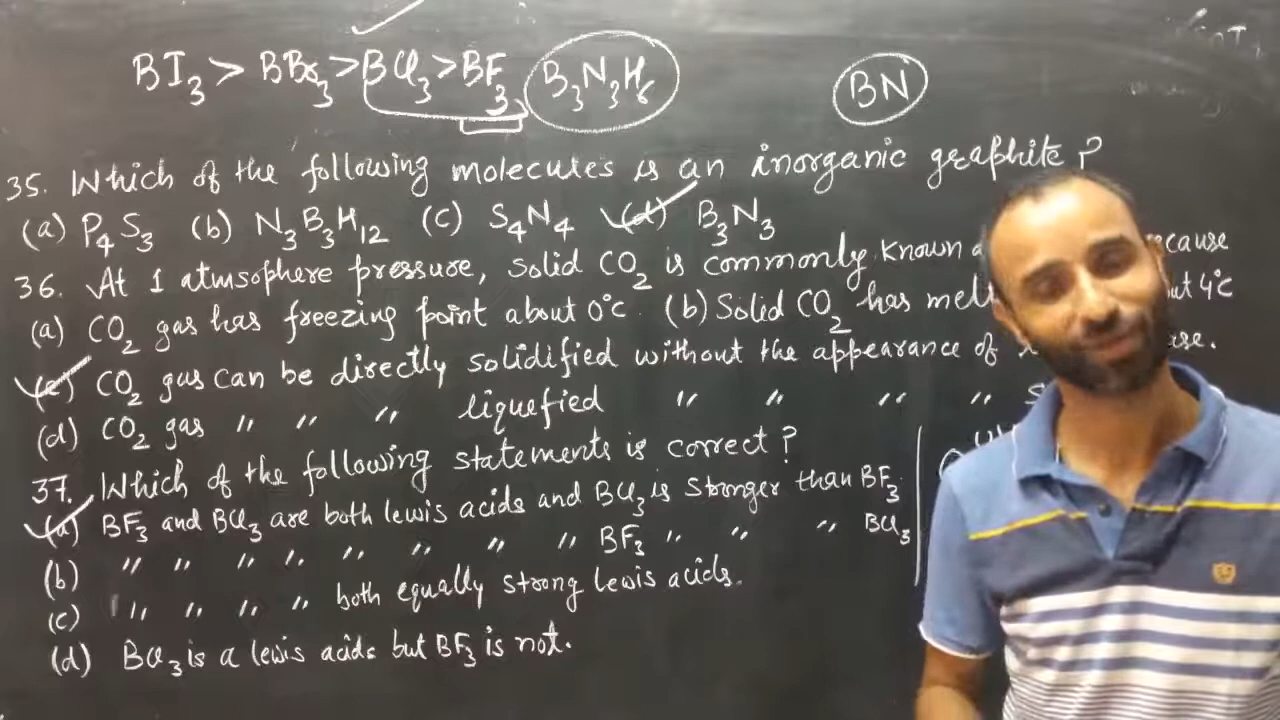 BI₃ > BBr₃ > BCl₃ > BF₃ B₃N₃H₆ BN
35. Which of the following molecules is an inorganic graphite?
(a) P₄S₃ (b) N₃B₃H₁₂ (c) S₄N₄ (d) B₃N₃
36. At 1 atmsophere pressure, solid CO₂ is commonly known because
(a) CO₂ gas has freezing point about 0°c. (b) Solid CO₂ has 4°c
(c) CO₂ gas can be directly solidified without the appearance of
(d) CO₂ gas " " " liquefied " " " "
37. Which of the following statements is correct?
(a) BF₃ and BCl₃ are both lewis acids and BCl₃ is stronger than BF₃
(b) " " " " " " " " BF₃ " " " BCl₃
(c) " " " " both equally strong lewis acids.
(d) BCl₃ is a lewis acids but BF₃ is not.